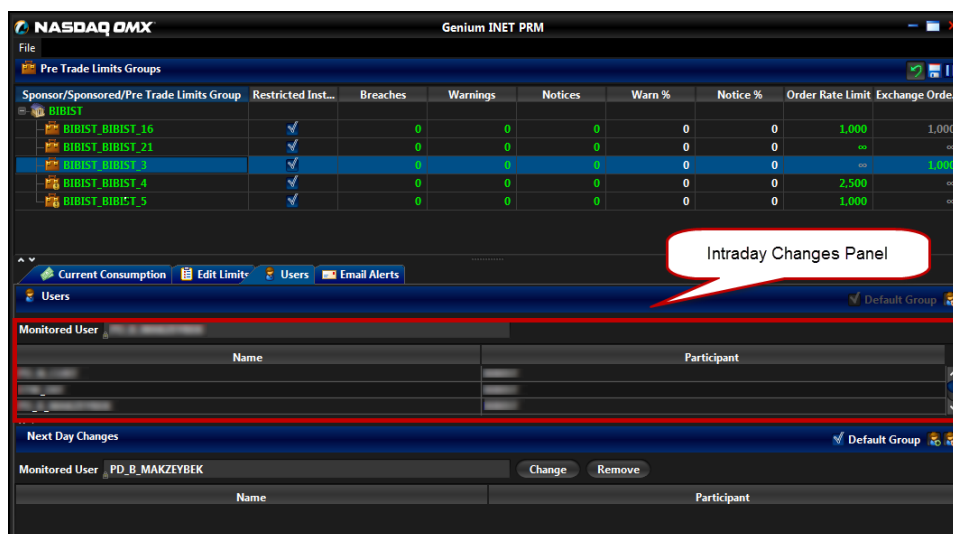 NASDAQ OMX Genium INET PRM
File
Pre Trade Limits Groups
Sponsor/Sponsored/Pre Trade Limits Group Restricted Inst... Breaches Warnings Notices Warn % Notice % Order Rate Limit Exchange Orde.
BIBIST
BIBIST_BIBIST_16 0 0 0 0 0 1,000 1,000
BIBIST_BIBIST_21 0 0 0 0 0 ∞ ∞
BIBIST_BIBIST_3 0 0 0 0 0 ∞ 1,000
BIBIST_BIBIST_4 0 0 0 0 0 2,500 ∞
BIBIST_BIBIST_5 0 0 0 0 0 1,000 ∞
Intraday Changes Panel
Current Consumption Edit Limits Users Email Alerts
Users Default Group
Monitored User
Name Participant
Next Day Changes Default Group
Monitored User PD_B_MAKZEYBEK Change Remove
Name Participant